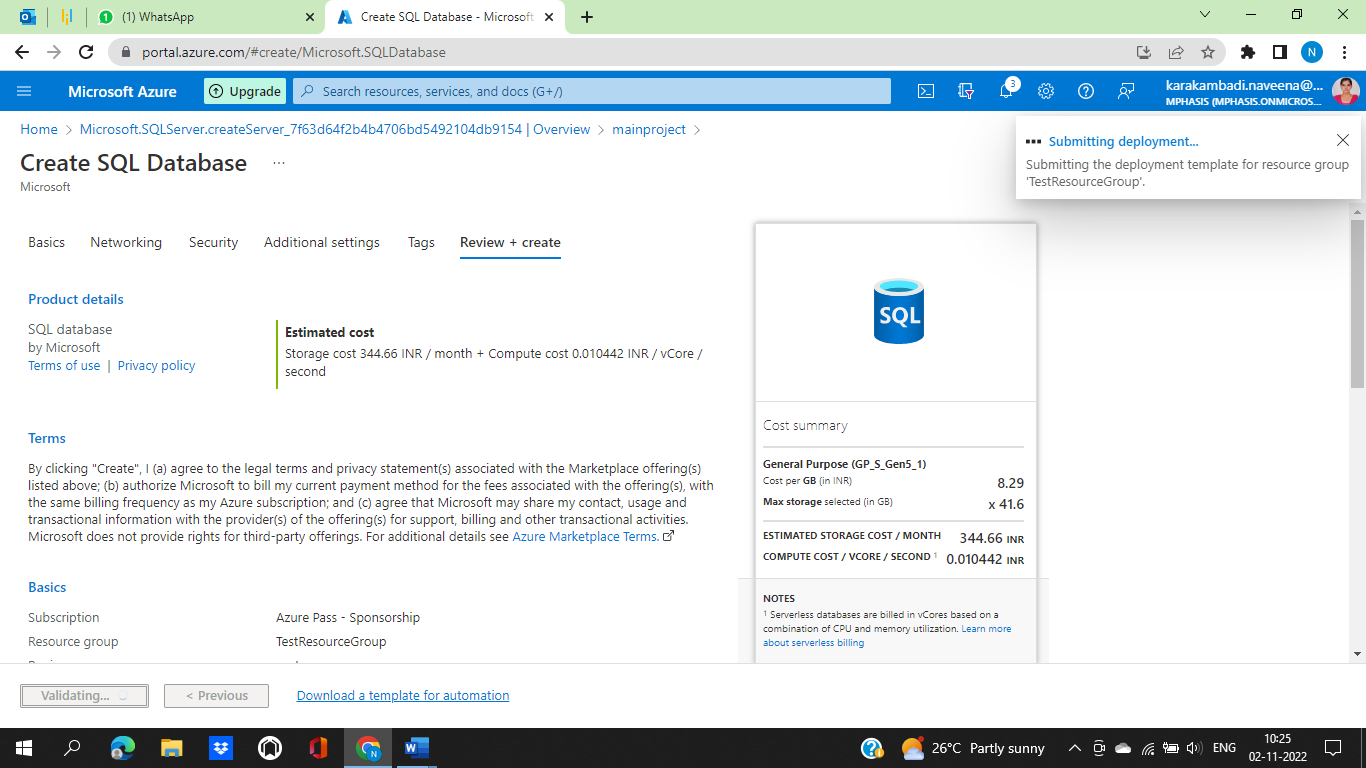 (1) WhatsApp
Create SQL Database - Microsoft
portal.azure.com/#create/Microsoft.SQLDatabase
N
Microsoft Azure
Upgrade
Search resources, services, and docs (G+/)
3
karakambadi.naveena@...
MPHASIS (MPHASIS.ONMICROS...
Home > Microsoft.SQLServer.createServer_7f63d64f2b4b4706bd5492104db9154 | Overview > mainproject >
Create SQL Database ...
Microsoft
Submitting deployment...
Submitting the deployment template for resource group
'TestResourceGroup'.
Basics Networking Security Additional settings Tags Review + create
Product details
SQL database
by Microsoft
Terms of use | Privacy policy
Estimated cost
Storage cost 344.66 INR / month + Compute cost 0.010442 INR / vCore /
second
Terms
By clicking "Create", I (a) agree to the legal terms and privacy statement(s) associated with the Marketplace offering(s)
listed above; (b) authorize Microsoft to bill my current payment method for the fees associated with the offering(s), with
the same billing frequency as my Azure subscription; and (c) agree that Microsoft may share my contact, usage and
transactional information with the provider(s) of the offering(s) for support, billing and other transactional activities.
Microsoft does not provide rights for third-party offerings. For additional details see Azure Marketplace Terms.
Basics
Subscription Azure Pass - Sponsorship
Resource group TestResourceGroup
SQL
Cost summary
General Purpose (GP_S_Gen5_1)
Cost per GB (in INR) 8.29
Max storage selected (in GB) x 41.6
ESTIMATED STORAGE COST / MONTH 344.66 INR
COMPUTE COST / VCORE / SECOND 1 0.010442 INR
NOTES
1 Serverless databases are billed in vCores based on a
combination of CPU and memory utilization. Learn more
about serverless billing
Validating...
< Previous
Download a template for automation
26°C Partly sunny
ENG
10:25
02-11-2022